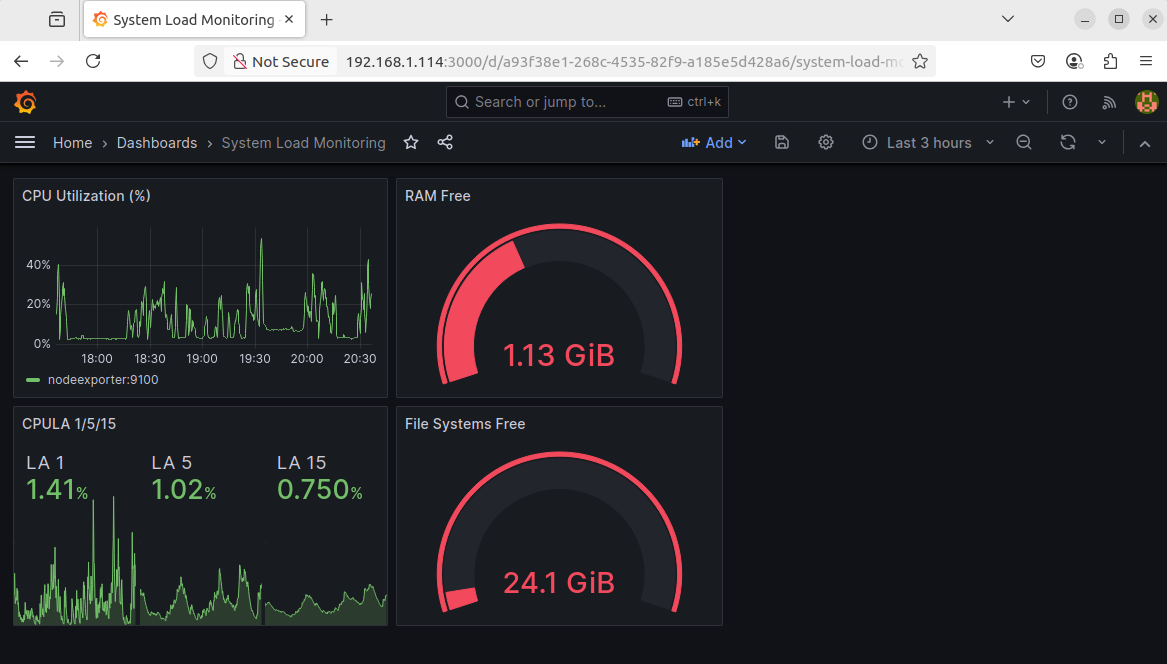 System Load Monitoring
Not Secure
192.168.1.114:3000/d/a93f38e1-268c-4535-82f9-a185e5d428a6/system-load-mo
Search or jump to...
ctrl+k
Home › Dashboards › System Load Monitoring
Add
Last 3 hours
CPU Utilization (%)
40%
20%
0%
18:00 18:30 19:00 19:30 20:00 20:30
nodeexporter:9100
RAM Free
1.13 GiB
CPULA 1/5/15
LA 1
1.41%
LA 5
1.02%
LA 15
0.750%
File Systems Free
24.1 GiB